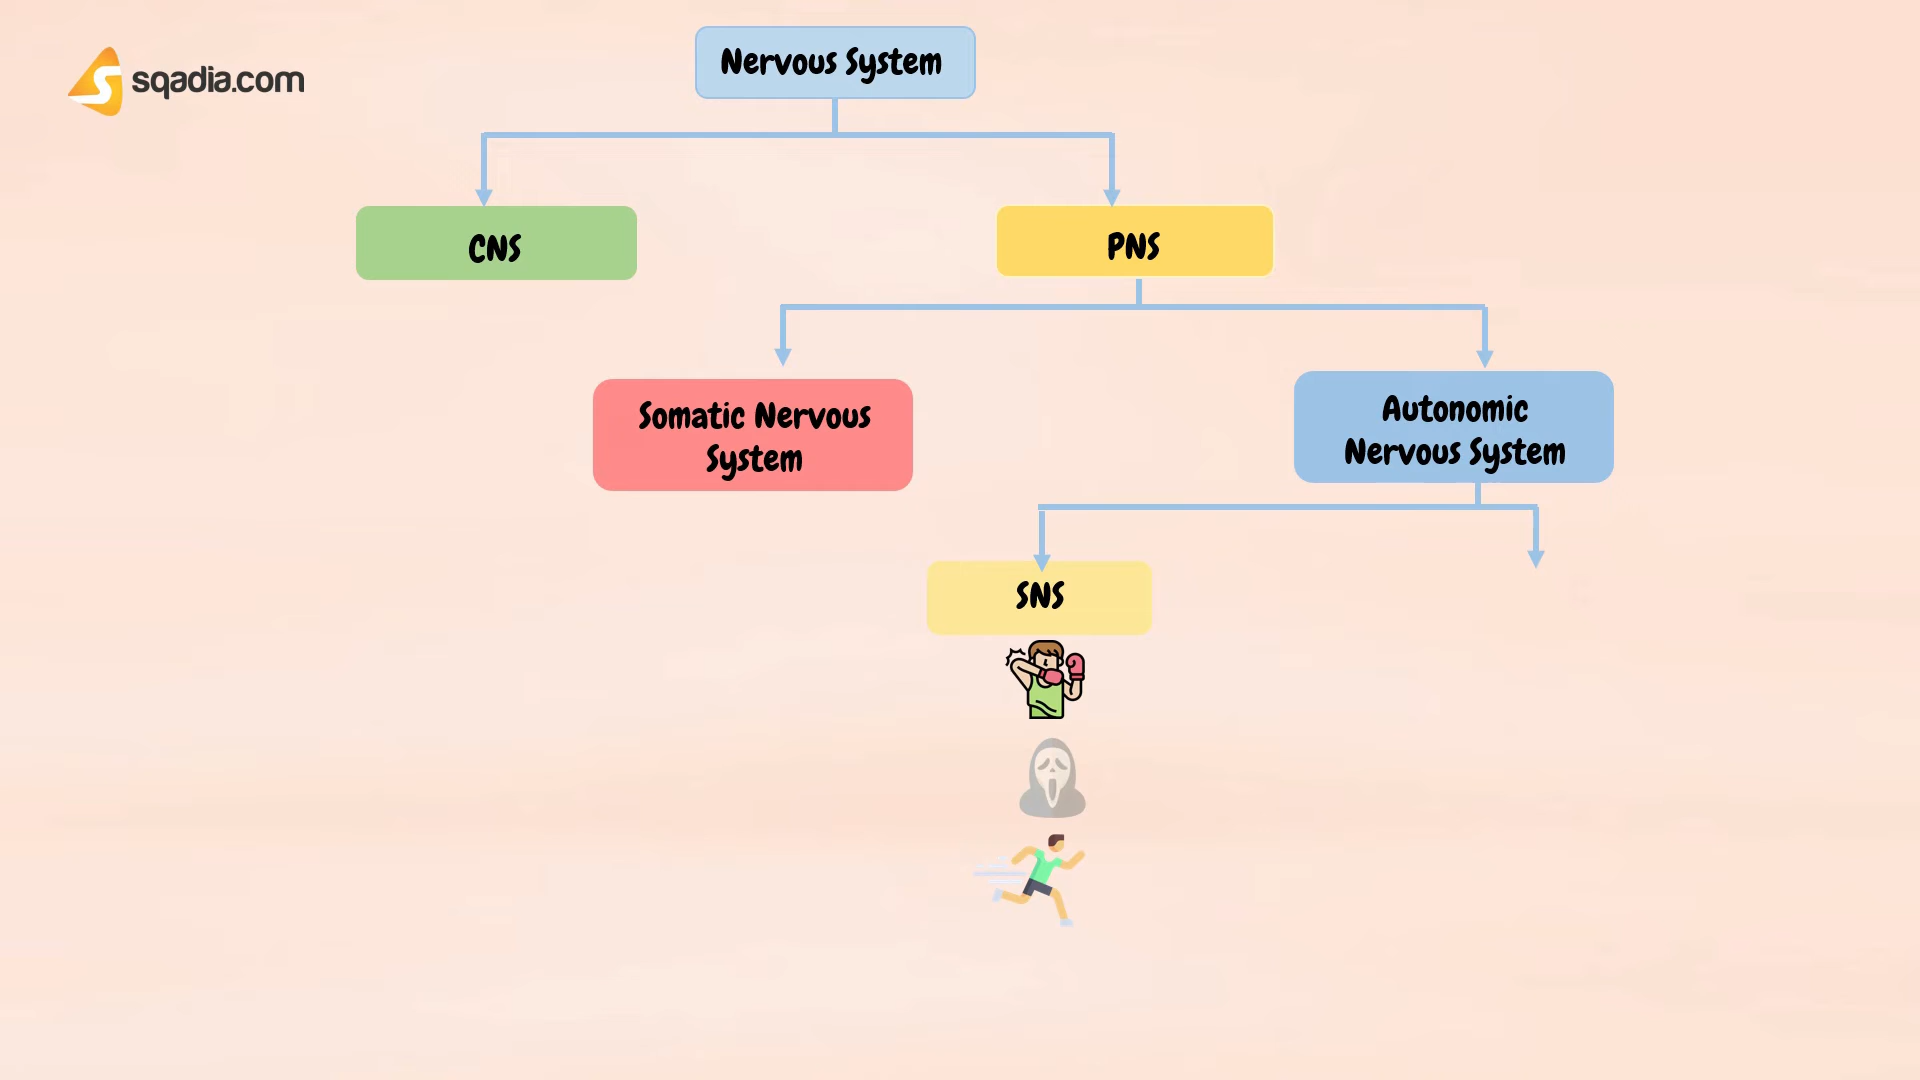 Nervous System
sqadia.com
CNS
PNS
Somatic Nervous
System
Autonomic
Nervous System
SNS